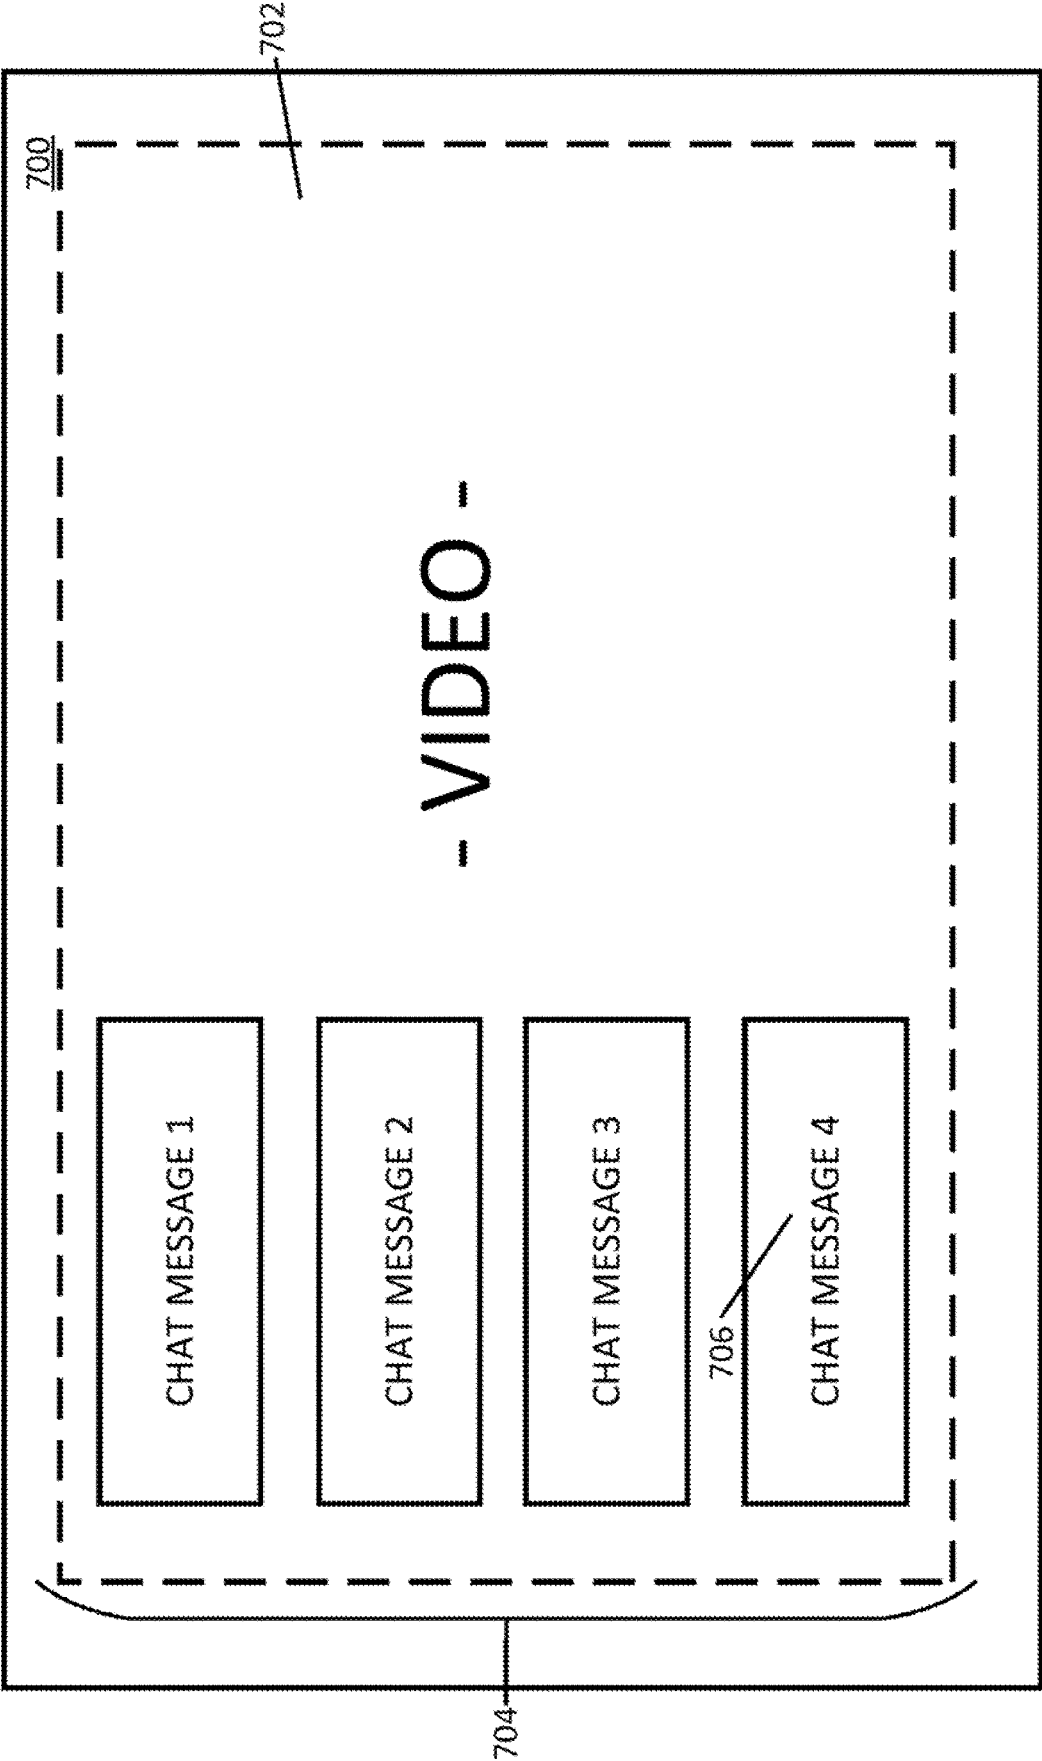 700
702
CHAT MESSAGE 1
CHAT MESSAGE 2
- VIDEO -
704
CHAT MESSAGE 3
706
CHAT MESSAGE 4